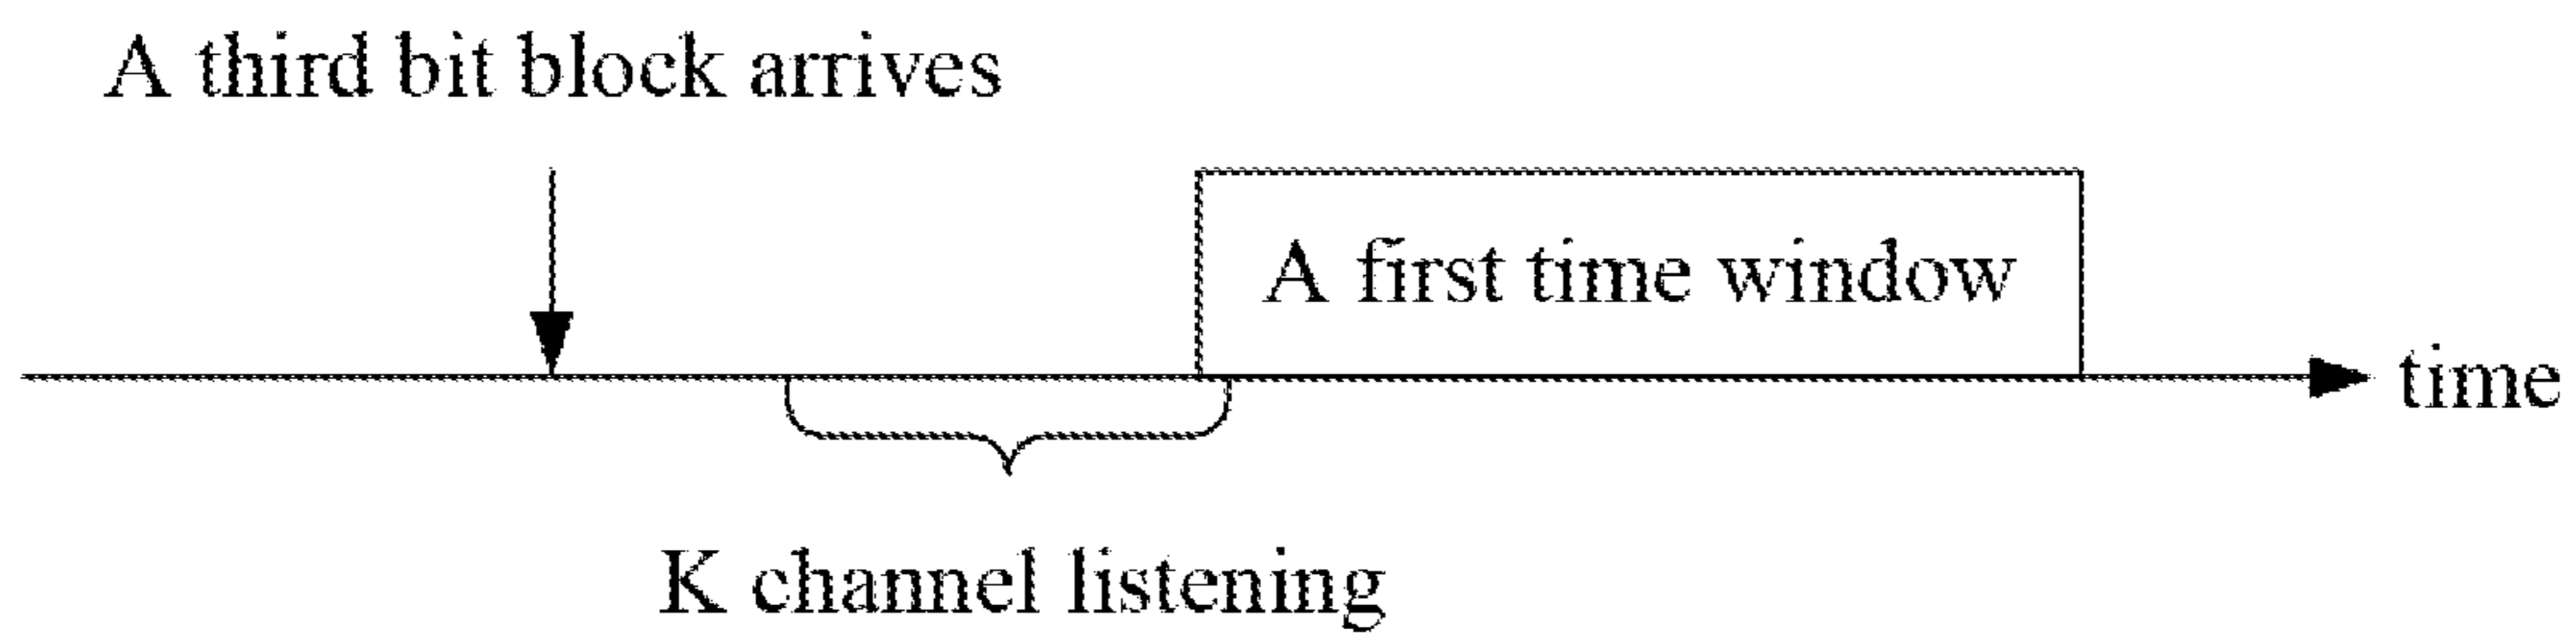 A third bit block arrives
A first time window
time
K channel listening